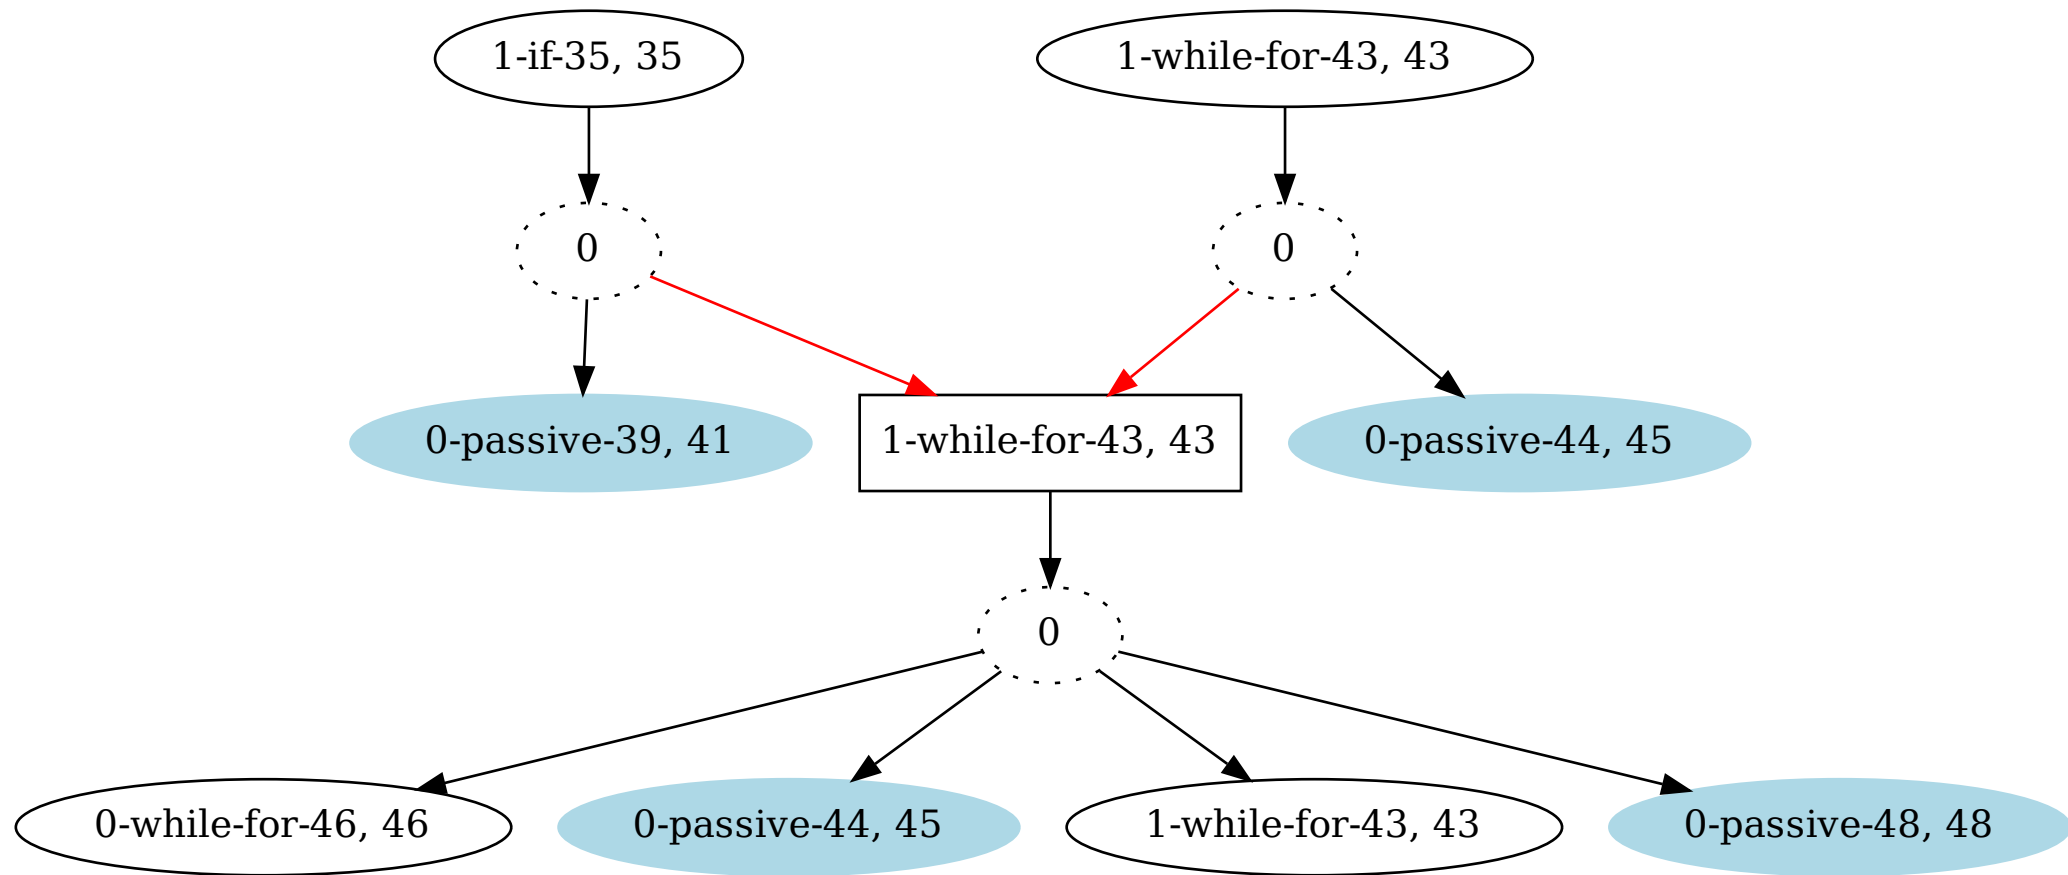 1-if-35, 35
1-while-for-43, 43
0
0
0-passive-39, 41
1-while-for-43, 43
0-passive-44, 45
0
0-while-for-46, 46
0-passive-44, 45
1-while-for-43, 43
0-passive-48, 48